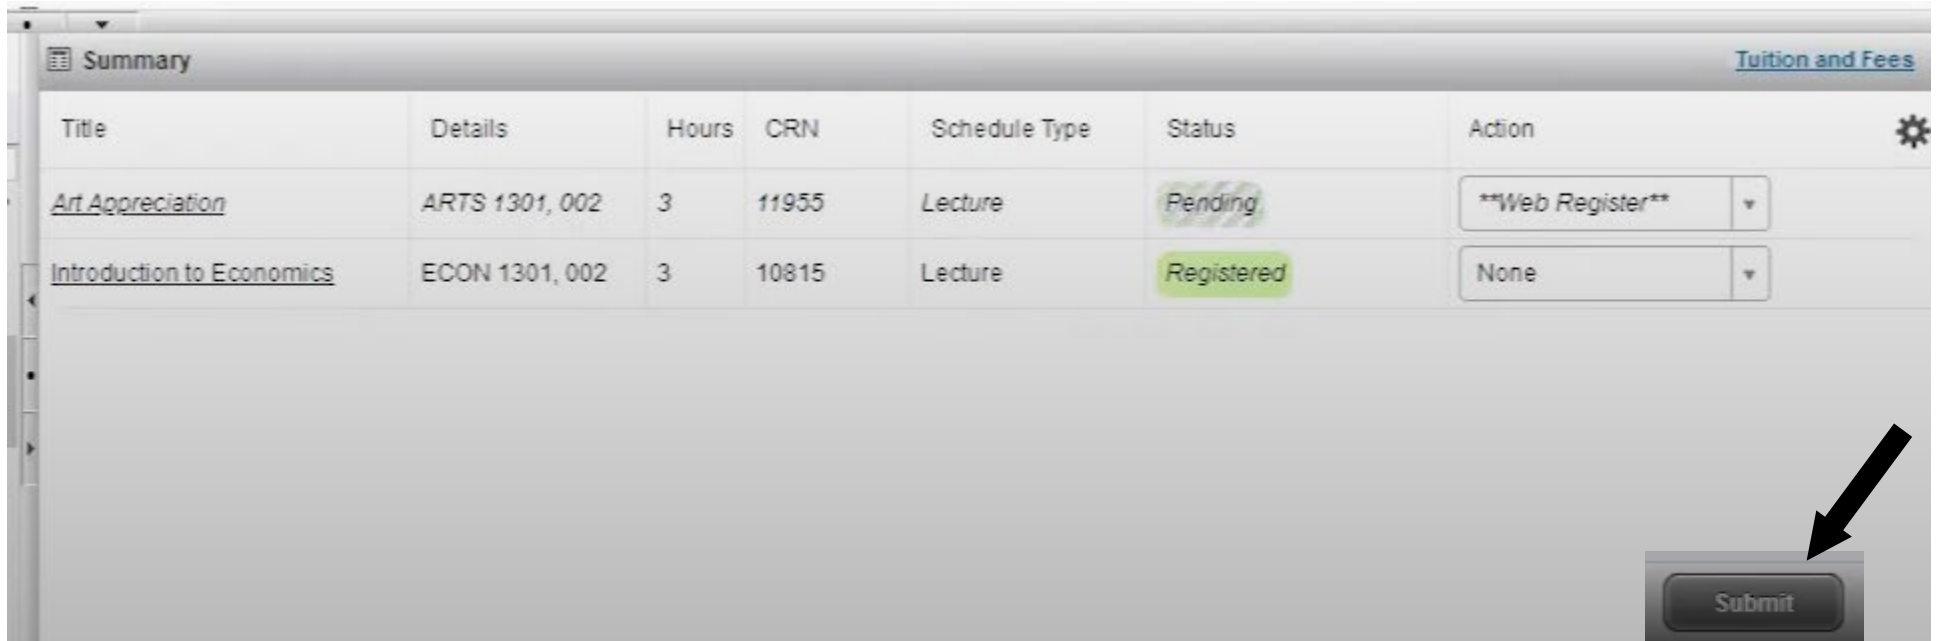 Summary Tuition and Fees
Title Details Hours CRN Schedule Type Status Action
Art Appreciation ARTS 1301, 002 3 11955 Lecture Pending **Web Register**
Introduction to Economics ECON 1301, 002 3 10815 Lecture Registered None
Submit